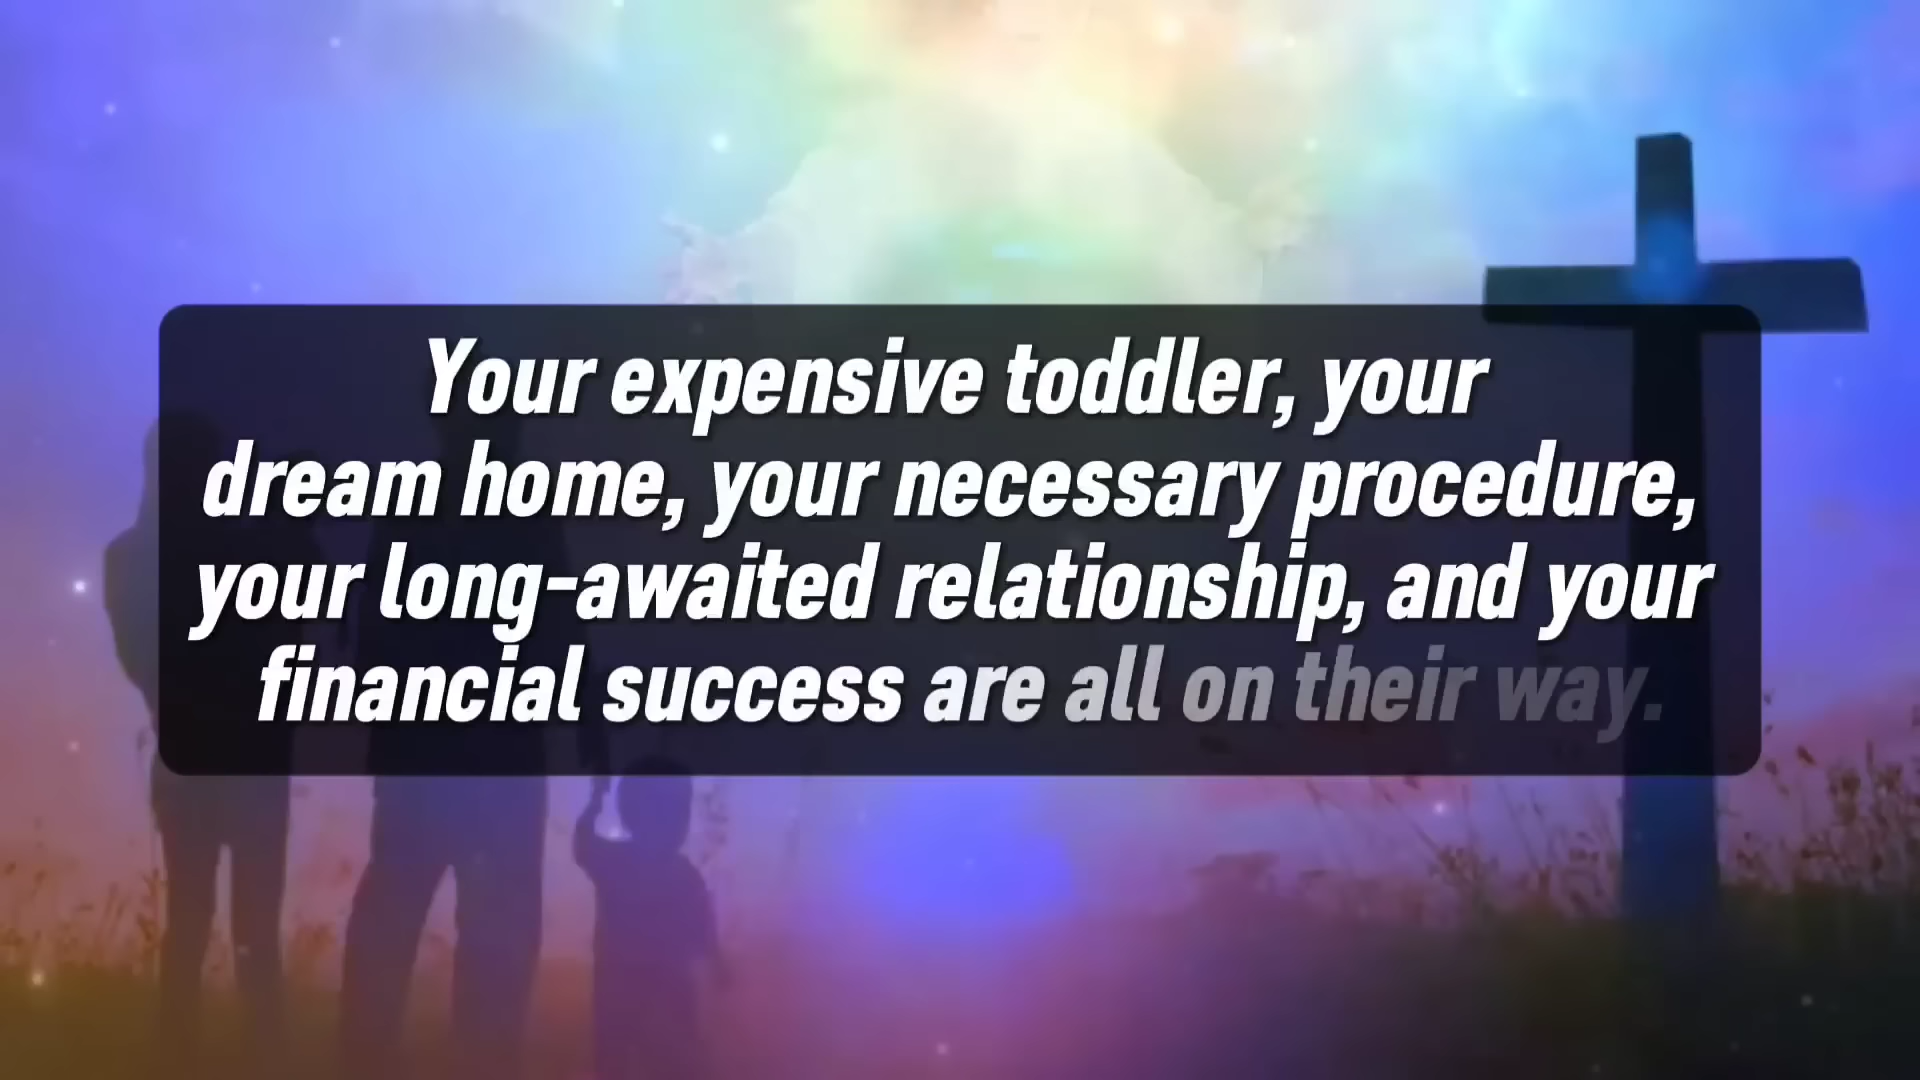 Your expensive toddler, your
dream home, your necessary procedure,
your long-awaited relationship, and your
financial success are all on their way.